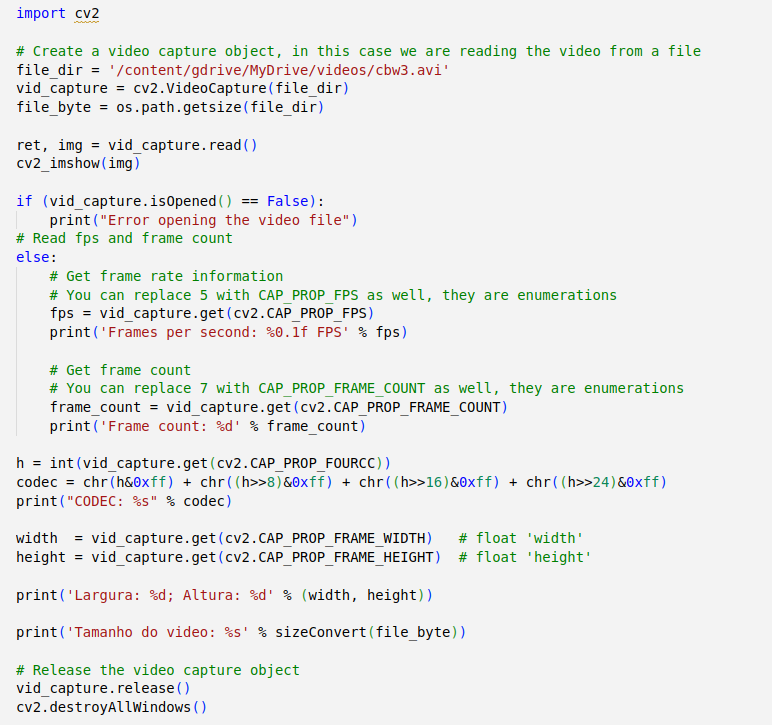 import cv2
# Create a video capture object, in this case we are reading the video from a file
file_dir = '/content/gdrive/MyDrive/videos/cbw3.avi'
vid_capture = cv2.VideoCapture(file_dir)
file_byte = os.path.getsize(file_dir)
ret, img = vid_capture.read()
cv2_imshow(img)
if (vid_capture.isOpened() == False):
    print("Error opening the video file")
# Read fps and frame count
else:
    # Get frame rate information
    # You can replace 5 with CAP_PROP_FPS as well, they are enumerations
    fps = vid_capture.get(cv2.CAP_PROP_FPS)
    print('Frames per second: %0.1f FPS' % fps)
    # Get frame count
    # You can replace 7 with CAP_PROP_FRAME_COUNT as well, they are enumerations
    frame_count = vid_capture.get(cv2.CAP_PROP_FRAME_COUNT)
    print('Frame count: %d' % frame_count)
h = int(vid_capture.get(cv2.CAP_PROP_FOURCC))
codec = chr(h&0xff) + chr((h>>8)&0xff) + chr((h>>16)&0xff) + chr((h>>24)&0xff)
print("CODEC: %s" % codec)
width  = vid_capture.get(cv2.CAP_PROP_FRAME_WIDTH)   # float 'width'
height = vid_capture.get(cv2.CAP_PROP_FRAME_HEIGHT)  # float 'height'
print('Largura: %d; Altura: %d' % (width, height))
print('Tamanho do video: %s' % sizeConvert(file_byte))
# Release the video capture object
vid_capture.release()
cv2.destroyAllWindows()